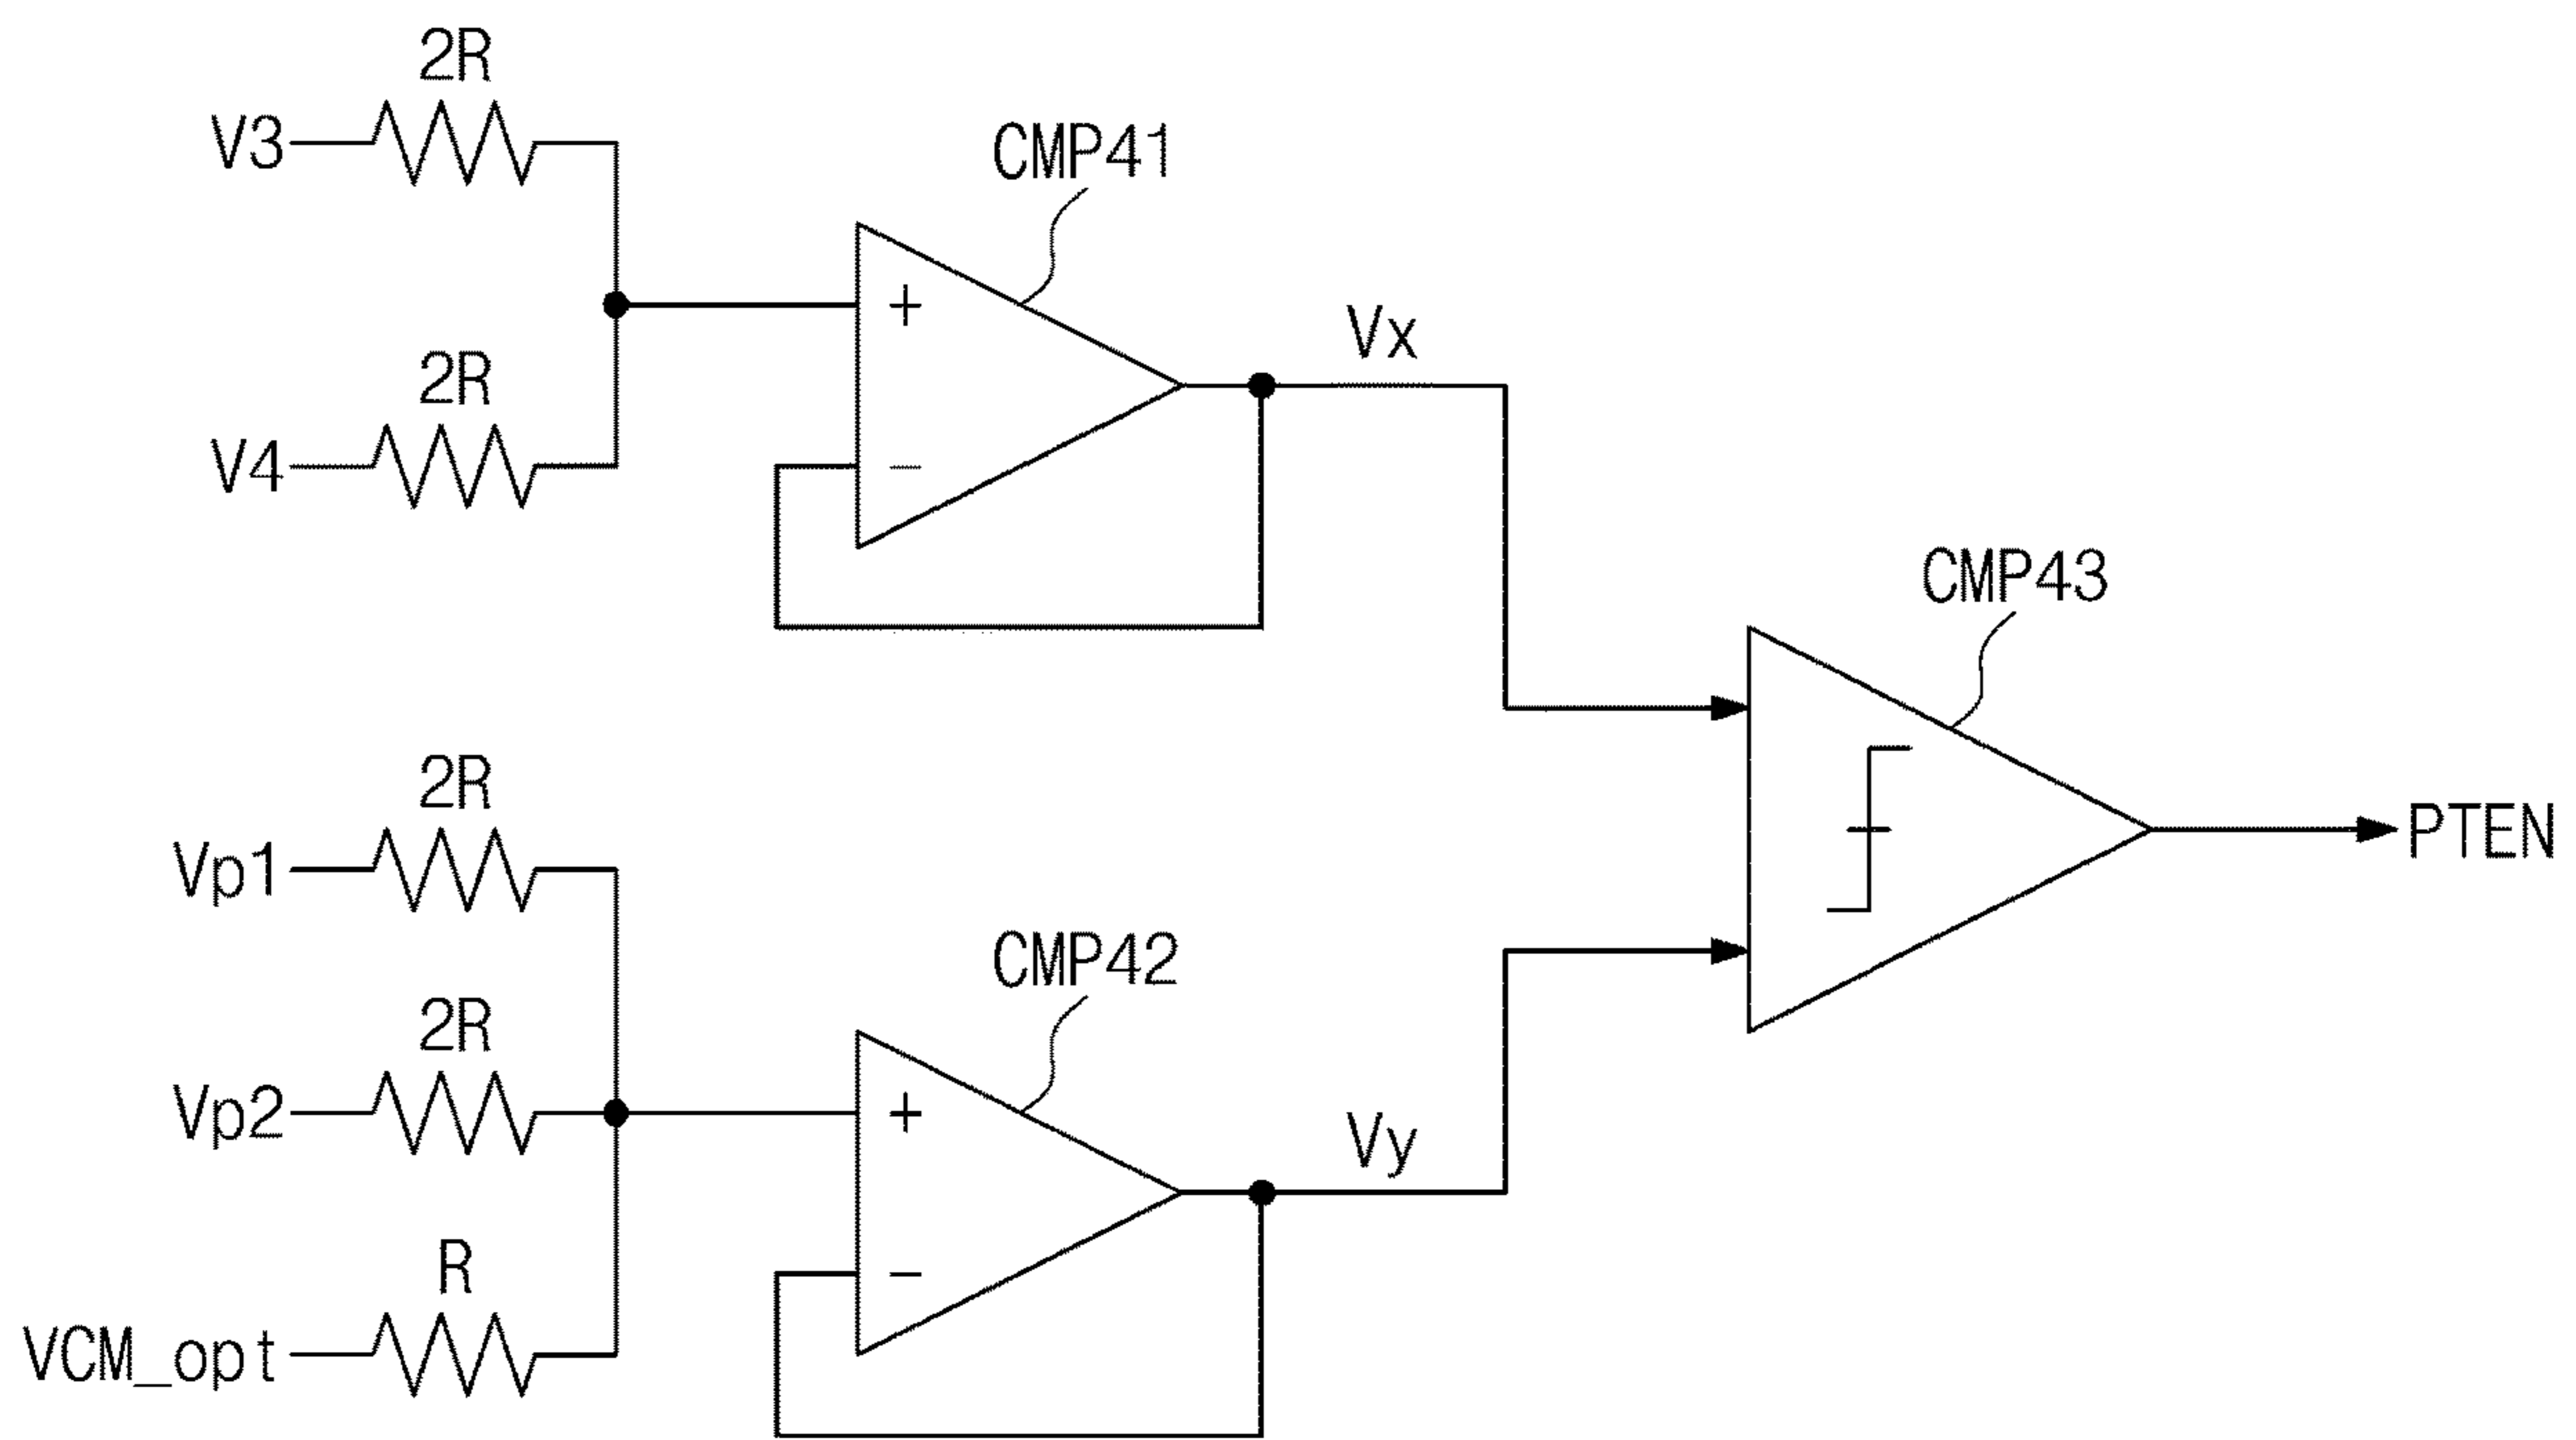 2R
V3
CMP41
+
Vx
2R
V4
−
CMP43
2R
Vp1
PTEN
CMP42
2R
Vp2
+
Vy
R
−
VCM_opt